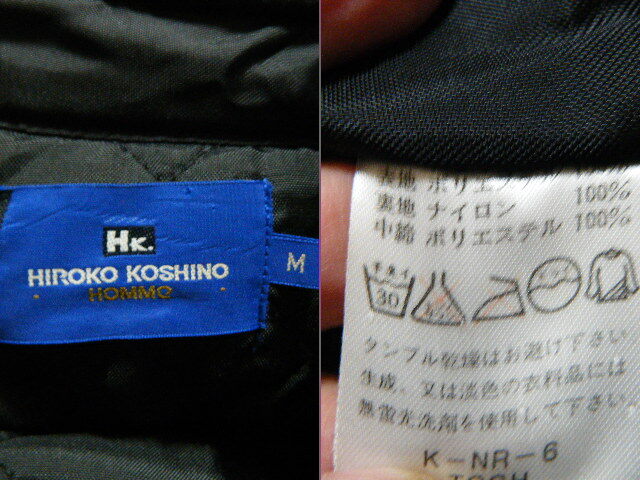 Hk.
HIROKO KOSHINO
HOMME
M
表地 ポリエステル 100%
裏地 ナイロン 100%
中綿 ポリエステル 100%
30
タンブル乾燥はお避け下さい
生成、又は淡色の衣料品には
無蛍光洗剤を使用して下さい
K-NR-6